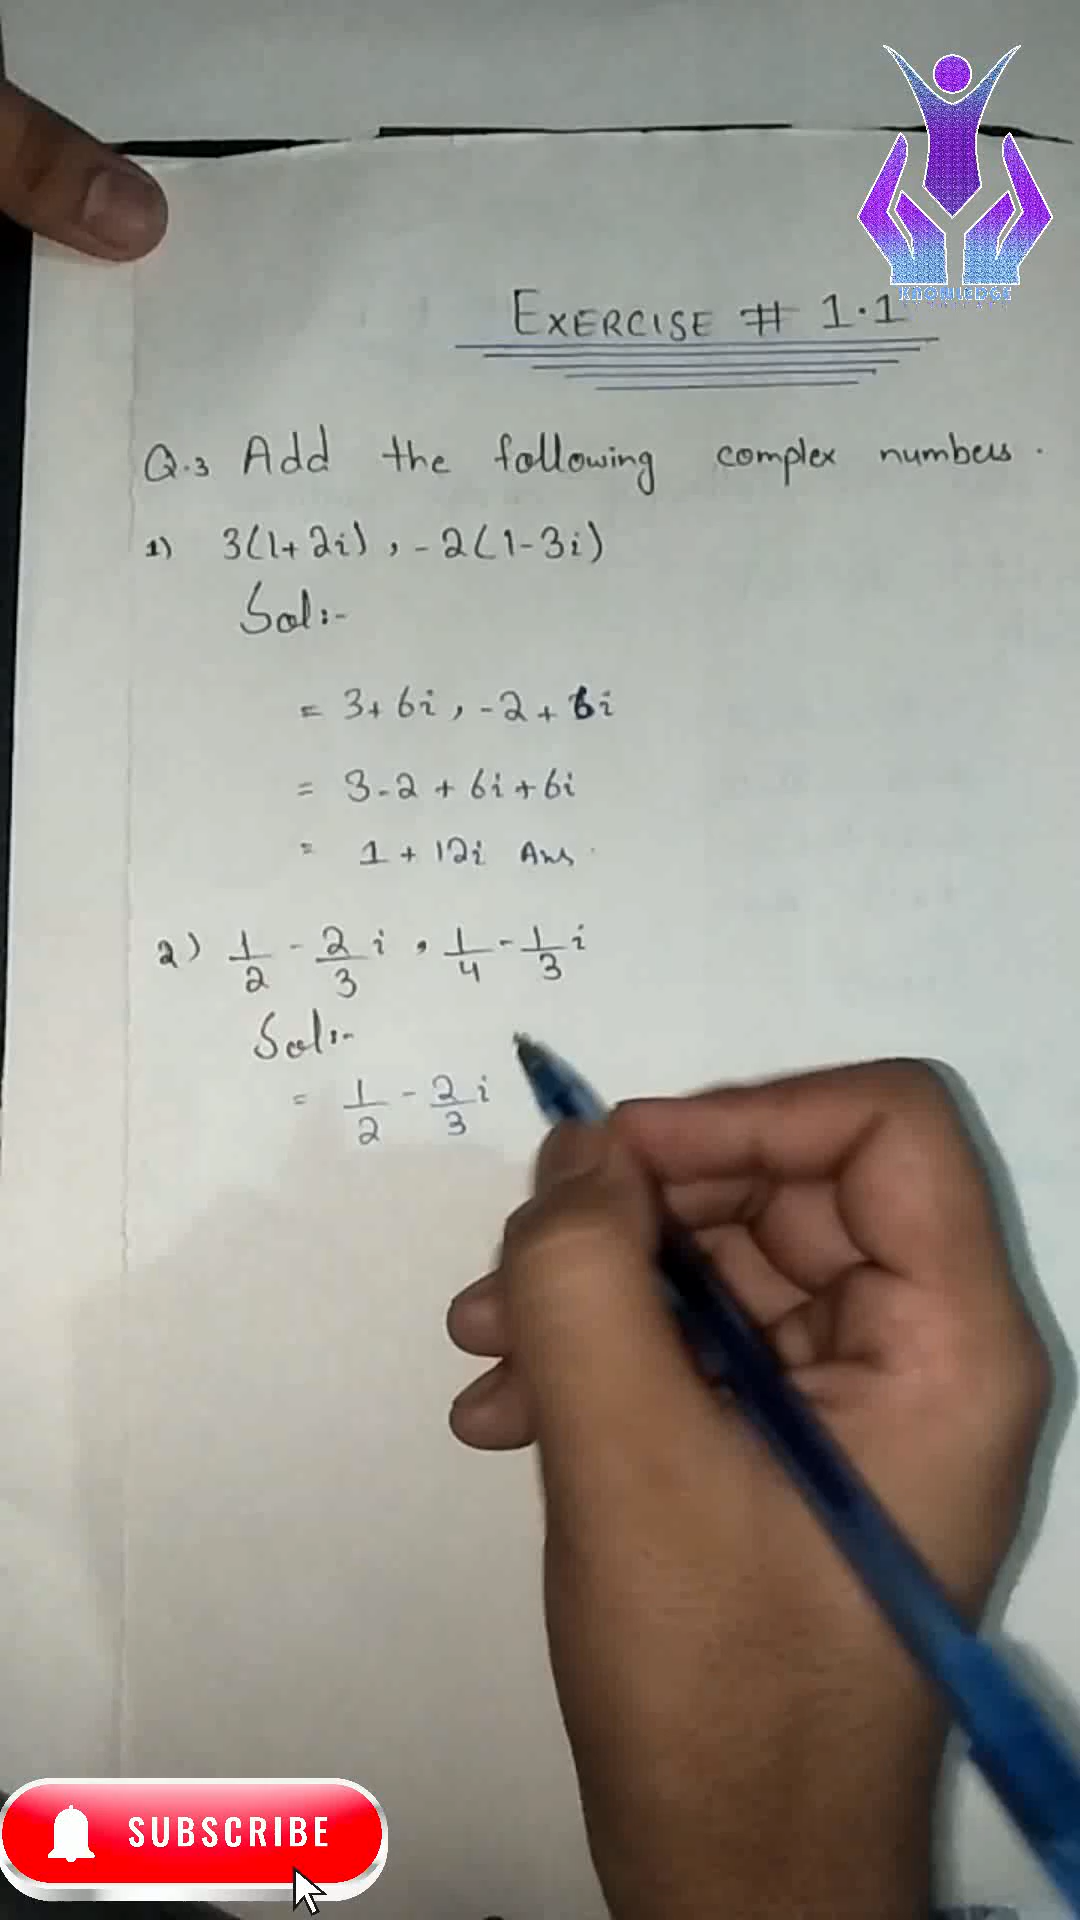 KNOWLEDGE
EXERCISE # 1.1
Q.3 Add the following complex numbers.
1) 3(1+2i), -2(1-3i)
Sol:-
= 3+6i, -2+6i
= 3-2+6i+6i
= 1+12i Ans.
2) 1/2 - 2/3 i, 1/4 - 1/3 i
Sol:-
= 1/2 - 2/3 i
SUBSCRIBE